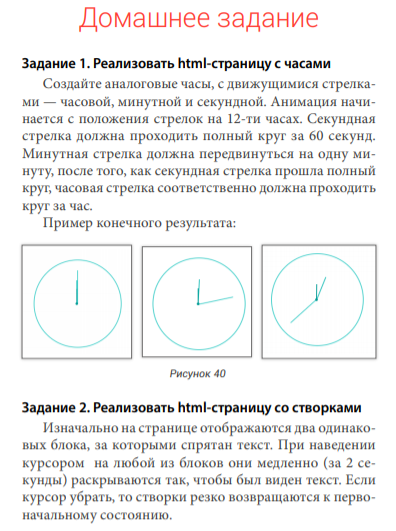 Домашнее задание
Задание 1. Реализовать html-страницу с часами
Создайте аналоговые часы, с движущимися стрелка-
ми — часовой, минутной и секундной. Анимация начи-
нается с положения стрелок на 12-ти часах. Секундная
стрелка должна проходить полный круг за 60 секунд.
Минутная стрелка должна передвинуться на одну ми-
нуту, после того, как секундная стрелка прошла полный
круг, часовая стрелка соответственно должна проходить
круг за час.
Пример конечного результата:
Рисунок 40
Задание 2. Реализовать html-страницу со створками
Изначально на странице отображаются два одинако-
вых блока, за которыми спрятан текст. При наведении
курсором на любой из блоков они медленно (за 2 се-
кунды) раскрываются так, чтобы был виден текст. Если
курсор убрать, то створки резко возвращаются к перво-
начальному состоянию.